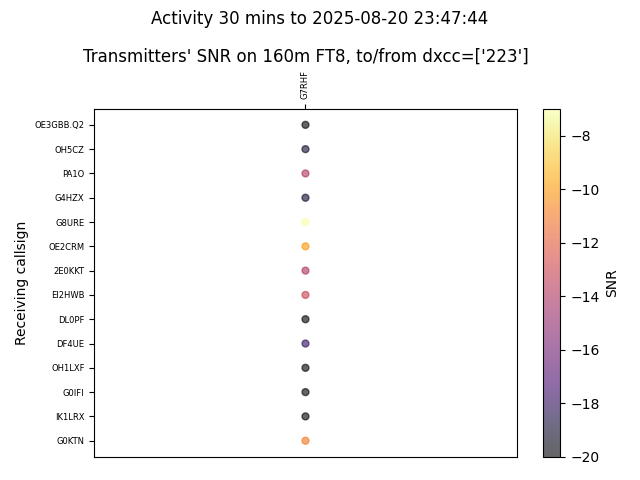 Activity 30 mins to 2025-08-20 23:47:44
Transmitters' SNR on 160m FT8, to/from dxcc=['223']
G7RHF
Receiving callsign
OE3GBB.Q2
OH5CZ
PA1O
G4HZX
G8URE
OE2CRM
2E0KKT
EI2HWB
DL0PF
DF4UE
OH1LXF
G0IFI
IK1LRX
G0KTN
−8
−10
−12
−14
−16
−18
−20
SNR